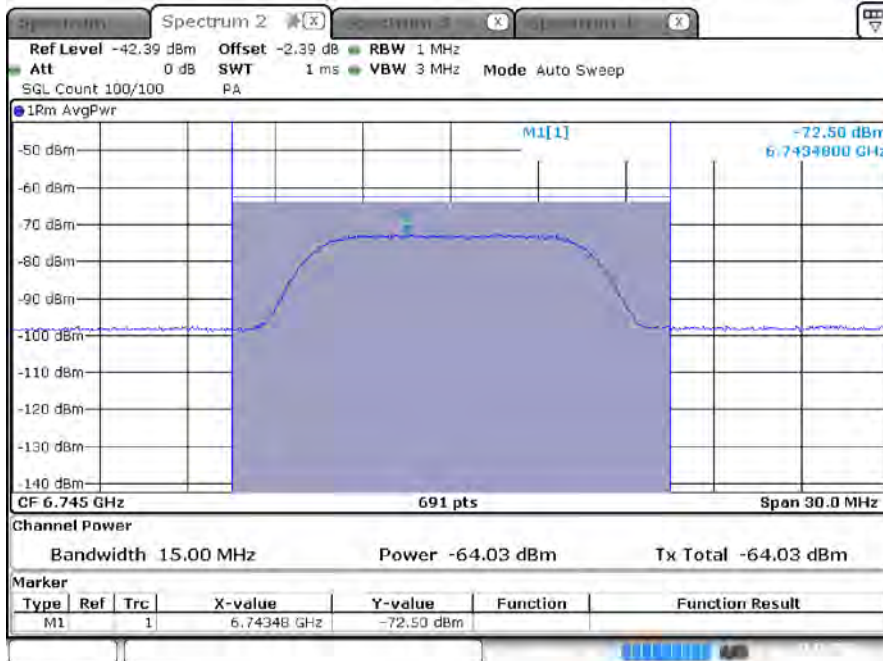 Spectrum Spectrum 2 X Spectrum 3 X X
Ref Level -42.39 dBm Offset -2.39 dB RBW 1 MHz
Att 0 dB SWT 1 ms VBW 3 MHz Mode Auto Sweep
SGL Count 100/100 PA
1Rm AvgPwr
M1[1] -72.50 dBm
6.7434800 GHz
-50 dBm
-60 dBm
-70 dBm
-80 dBm
-90 dBm
-100 dBm
-110 dBm
-120 dBm
-130 dBm
-140 dBm
CF 6.745 GHz 691 pts Span 30.0 MHz
Channel Power
Bandwidth 15.00 MHz Power -64.03 dBm Tx Total -64.03 dBm
Marker
Type Ref Trc X-value Y-value Function Function Result
M1 1 6.74348 GHz -72.50 dBm